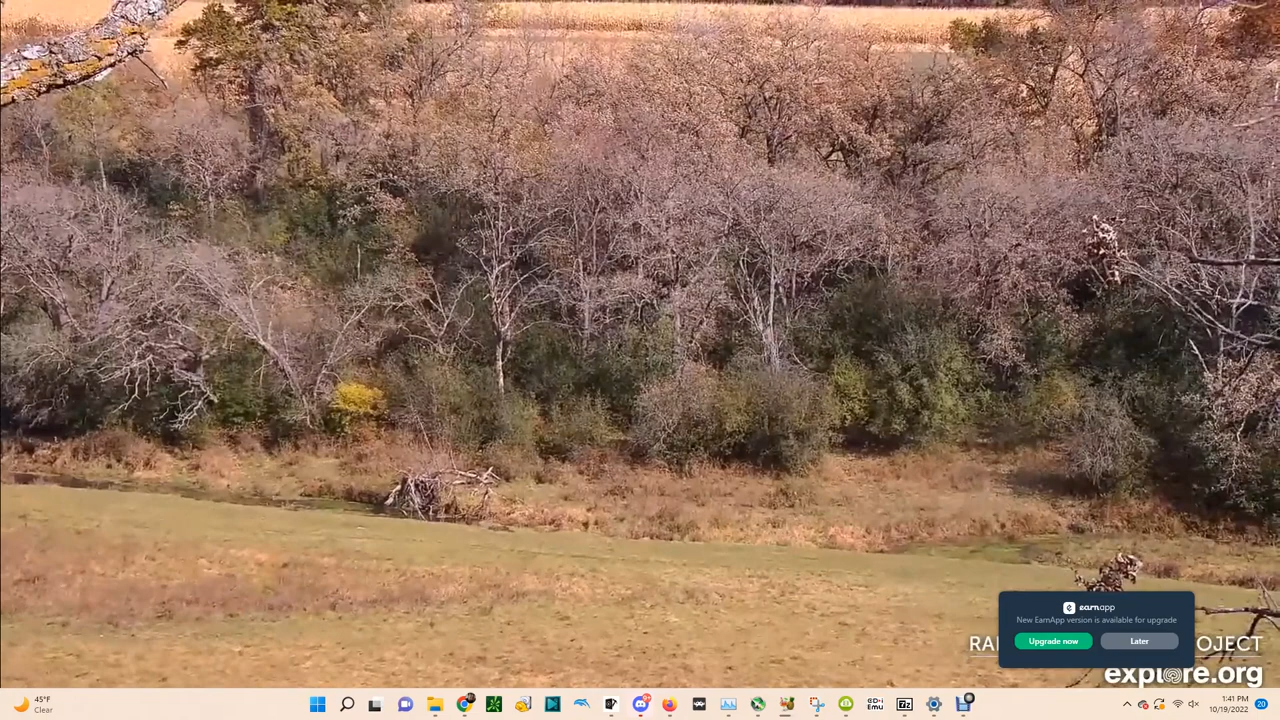 earnapp
New EarnApp version is available for upgrade
Upgrade now
Later
OJECT
explore.org
45°F
Clear
1:41 PM
10/19/2022
20